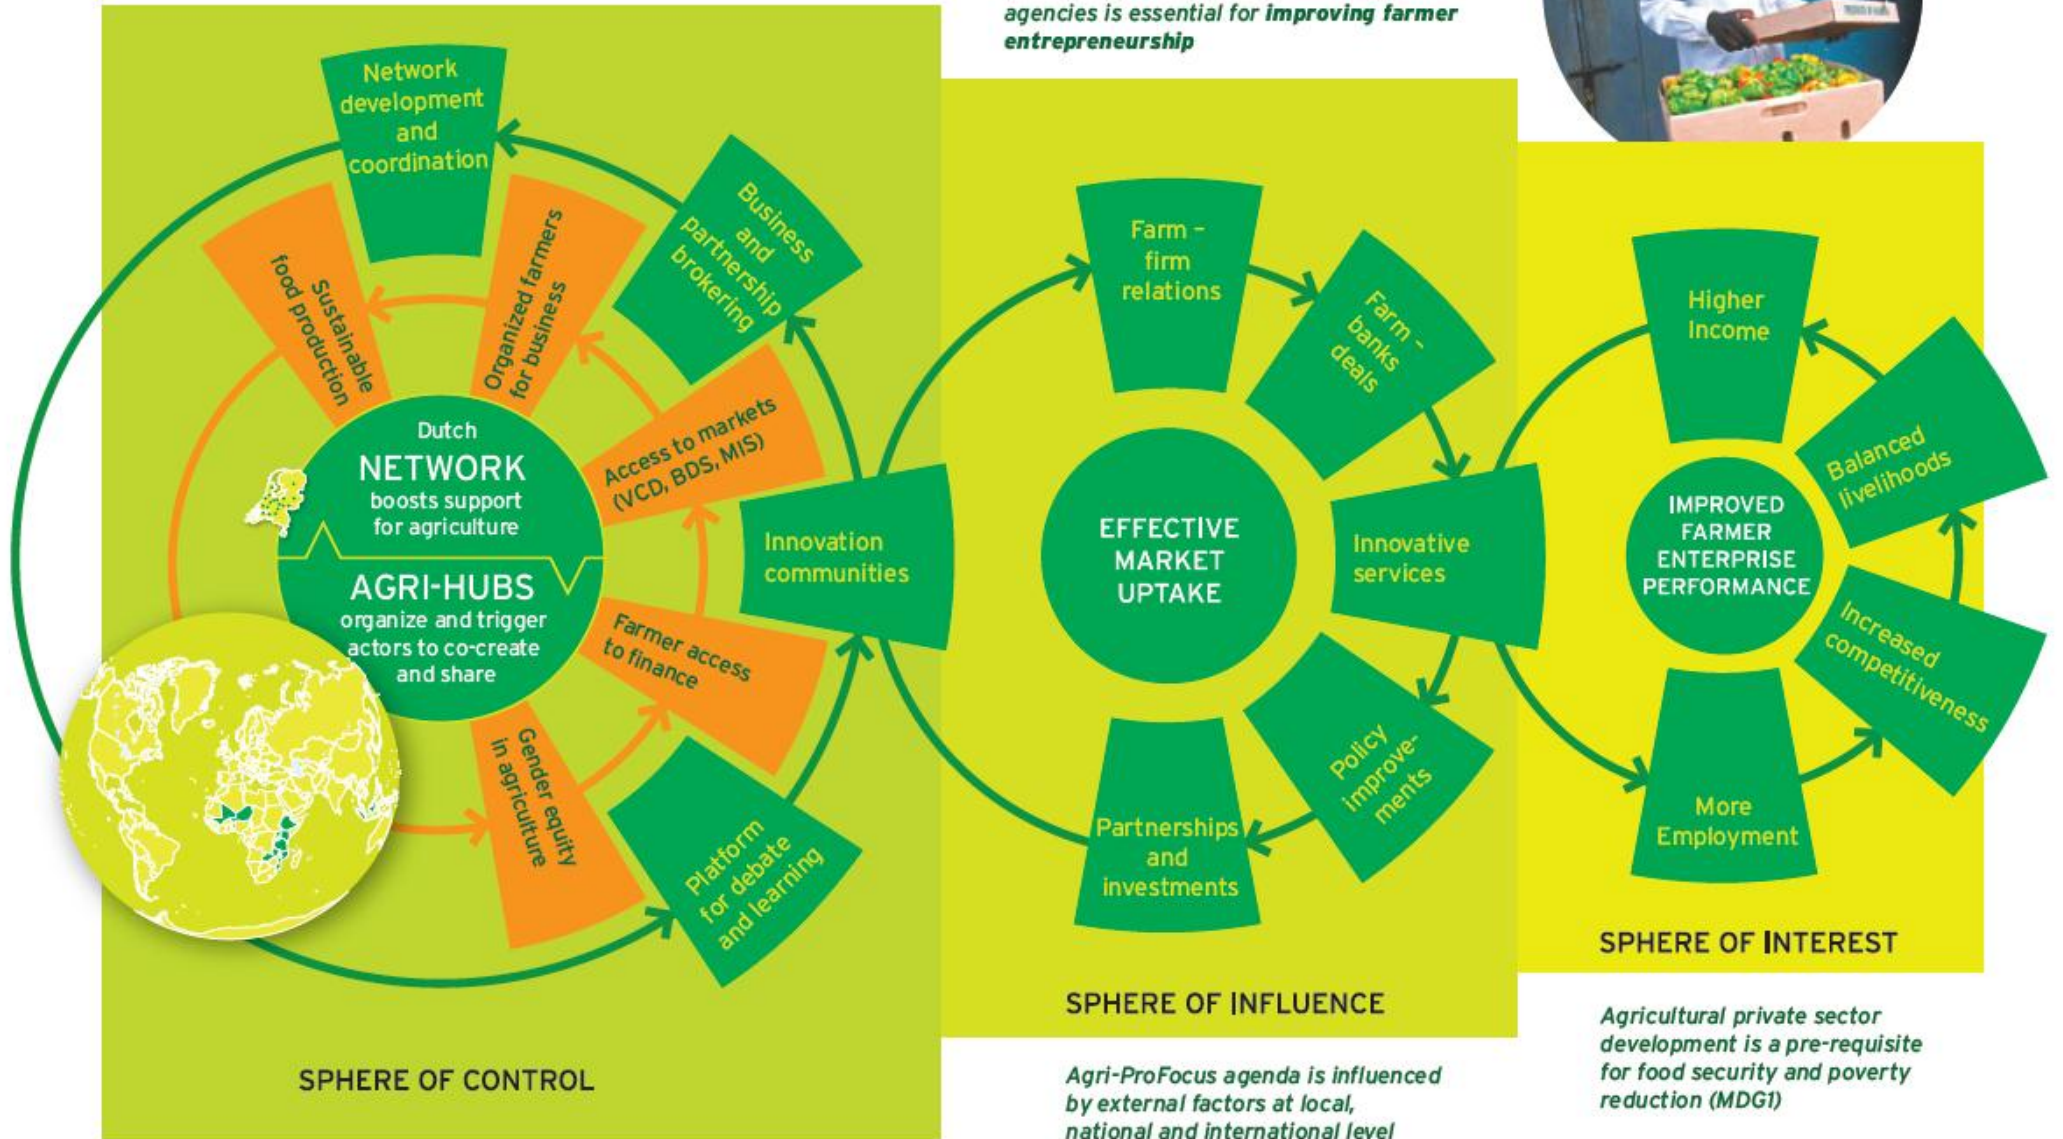 agencies is essential for improving farmer
entrepreneurship
Network
development
and
coordination
Business
and
partnership
brokering
Sustainable
food production
Organized farmers
for business
Access to markets
(VCD, BDS, MIS)
Dutch
NETWORK
boosts support
for agriculture
AGRI-HUBS
organize and trigger
actors to co-create
and share
Innovation
communities
Farmer access
to finance
Gender equity
in agriculture
Platform
for debate
and learning
SPHERE OF CONTROL
Farm –
firm
relations
Farm –
banks
deals
EFFECTIVE
MARKET
UPTAKE
Innovative
services
Policy
improve-
ments
Partnerships
and
investments
SPHERE OF INFLUENCE
Agri-ProFocus agenda is influenced
by external factors at local,
national and international level
Higher
Income
Balanced
livelihoods
IMPROVED
FARMER
ENTERPRISE
PERFORMANCE
Increased
competitiveness
More
Employment
SPHERE OF INTEREST
Agricultural private sector
development is a pre-requisite
for food security and poverty
reduction (MDG1)